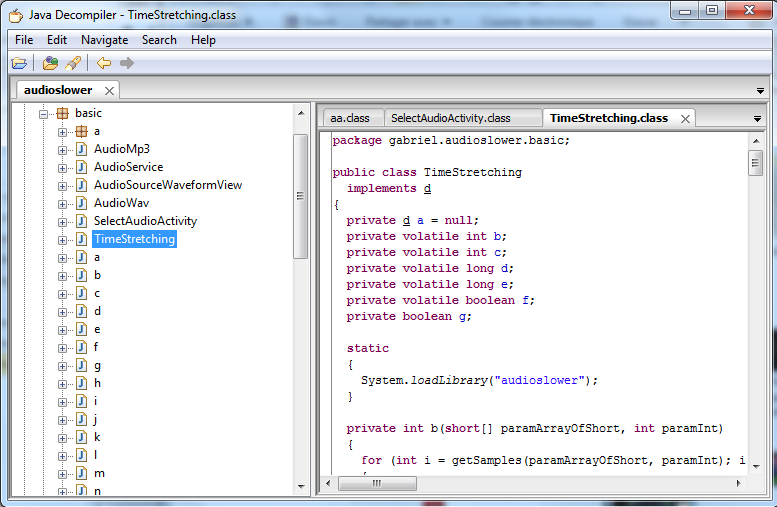 Java Decompiler - TimeStretching.class
File Edit Navigate Search Help
audioslower
basic
a
AudioMp3
AudioService
AudioSourceWaveformView
AudioWav
SelectAudioActivity
TimeStretching
a
b
c
d
e
f
g
h
i
j
k
l
m
n
aa.class SelectAudioActivity.class TimeStretching.class
package gabriel.audioslower.basic;
public class TimeStretching
implements d
{
private d a = null;
private volatile int b;
private volatile int c;
private volatile long d;
private volatile long e;
private volatile boolean f;
private boolean g;
static
{
System.loadLibrary("audioslower");
}
private int b(short[] paramArrayOfShort, int paramInt)
{
for (int i = getSamples(paramArrayOfShort, paramInt); i